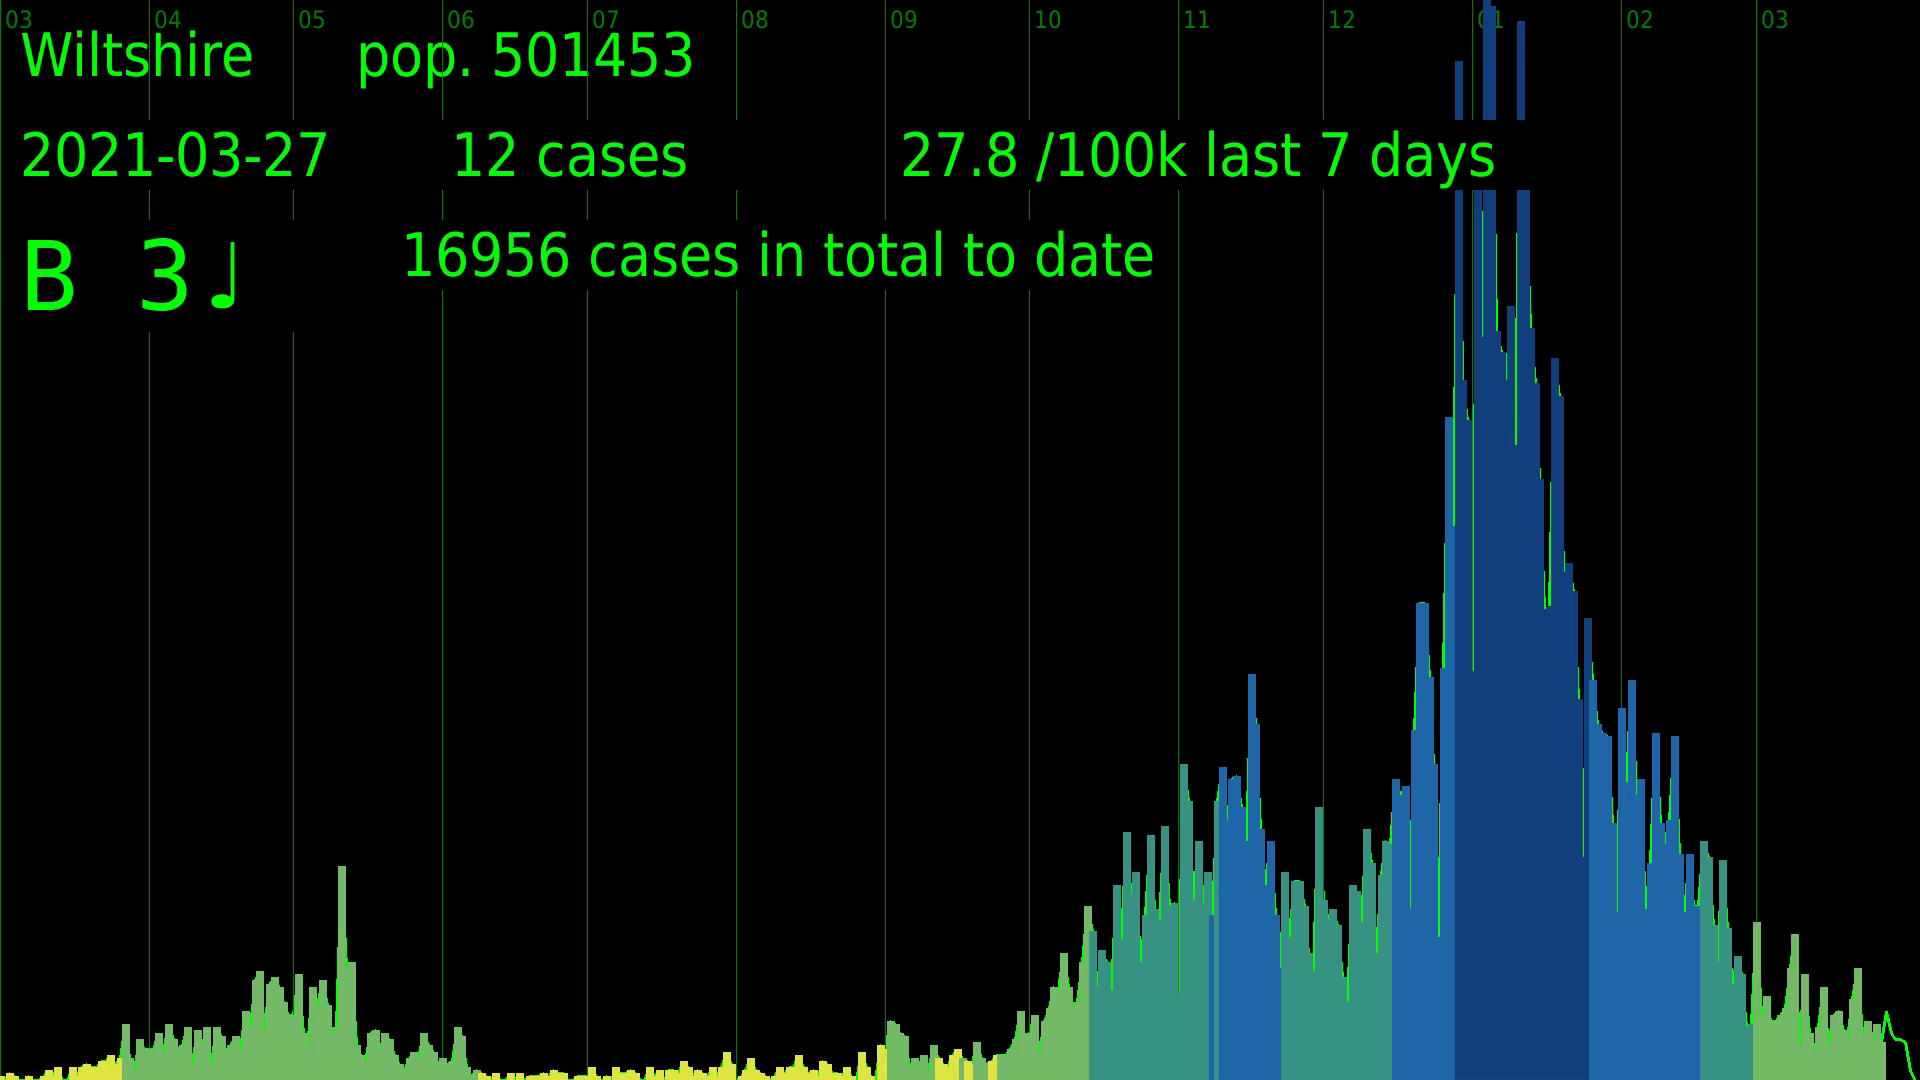 03 04 05 06 07 08 09 10 11 12 01 02 03
Wiltshire pop. 501453
2021-03-27 12 cases 27.8 /100k last 7 days
B 3♩ 16956 cases in total to date